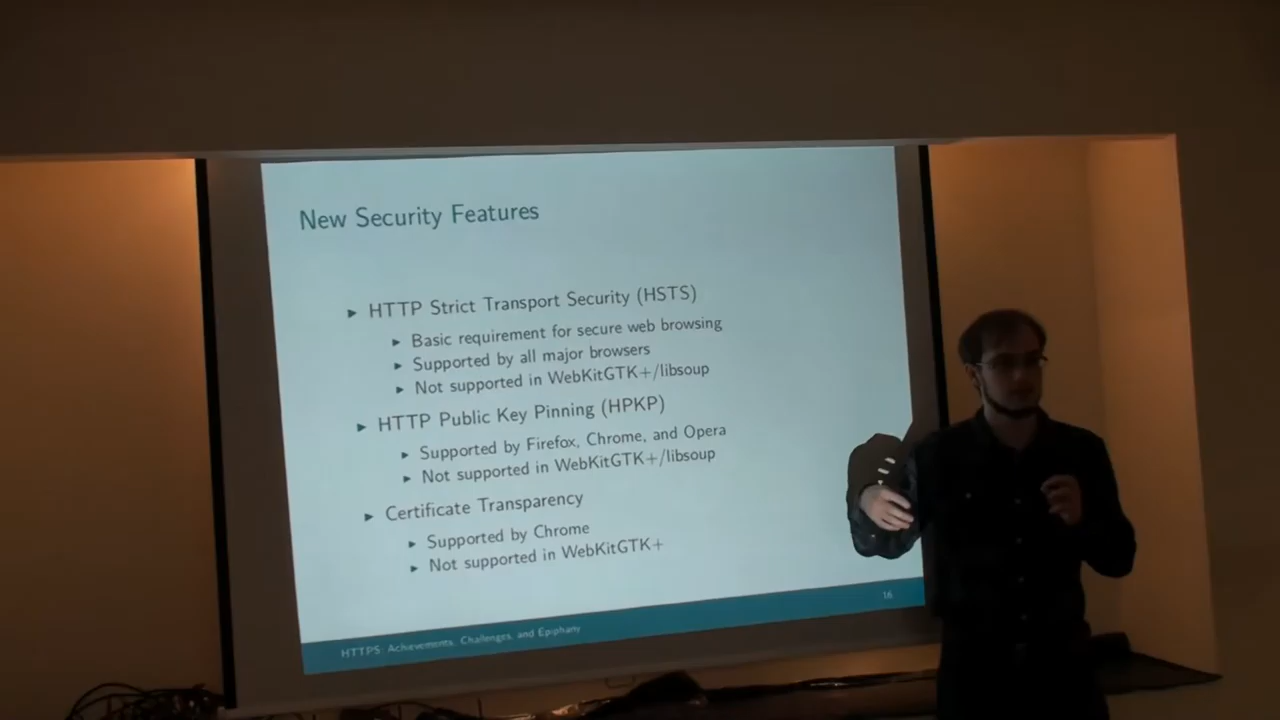 New Security Features
▶ HTTP Strict Transport Security (HSTS)
▶ Basic requirement for secure web browsing
▶ Supported by all major browsers
▶ Not supported in WebKitGTK+/libsoup
▶ HTTP Public Key Pinning (HPKP)
▶ Supported by Firefox, Chrome, and Opera
▶ Not supported in WebKitGTK+/libsoup
▶ Certificate Transparency
▶ Supported by Chrome
▶ Not supported in WebKitGTK+
16
HTTPS: Achievements, Challenges, and Epiphany